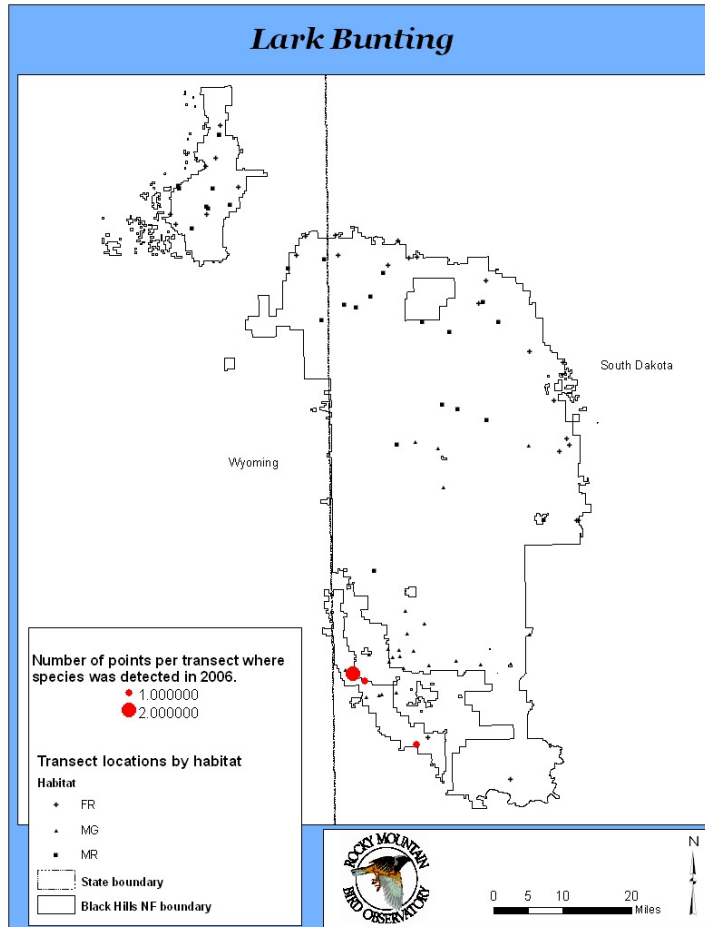 Lark Bunting
South Dakota
Wyoming
Number of points per transect where
species was detected in 2006.
1.000000
2.000000
Transect locations by habitat
Habitat
FR
MG
MR
State boundary
Black Hills NF boundary
ROCKY MOUNTAIN
BIRD OBSERVATORY
N
0 5 10 20
Miles